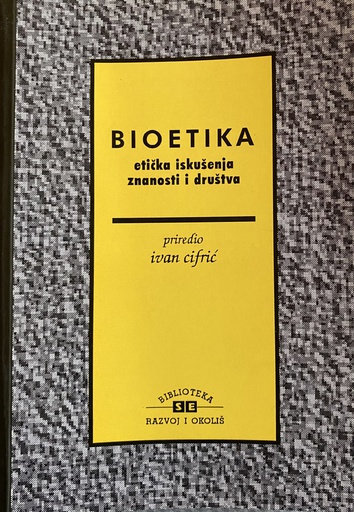 BIOETIKA
etička iskušenja
znanosti i društva
priredio
ivan cifrić
BIBLIOTEKA
SE
RAZVOJ I OKOLIŠ